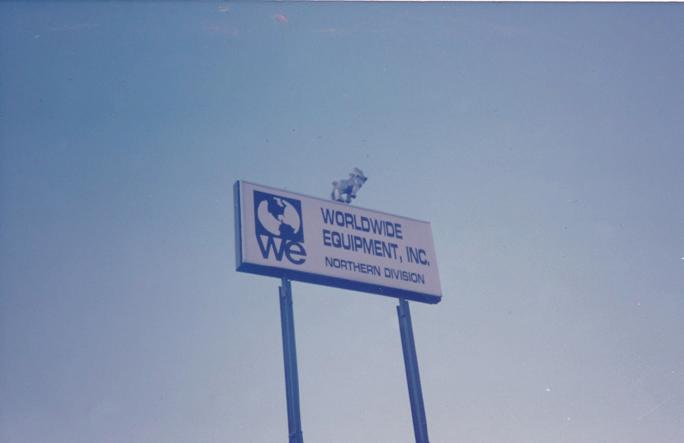 we
WORLDWIDE
EQUIPMENT, INC.
NORTHERN DIVISION